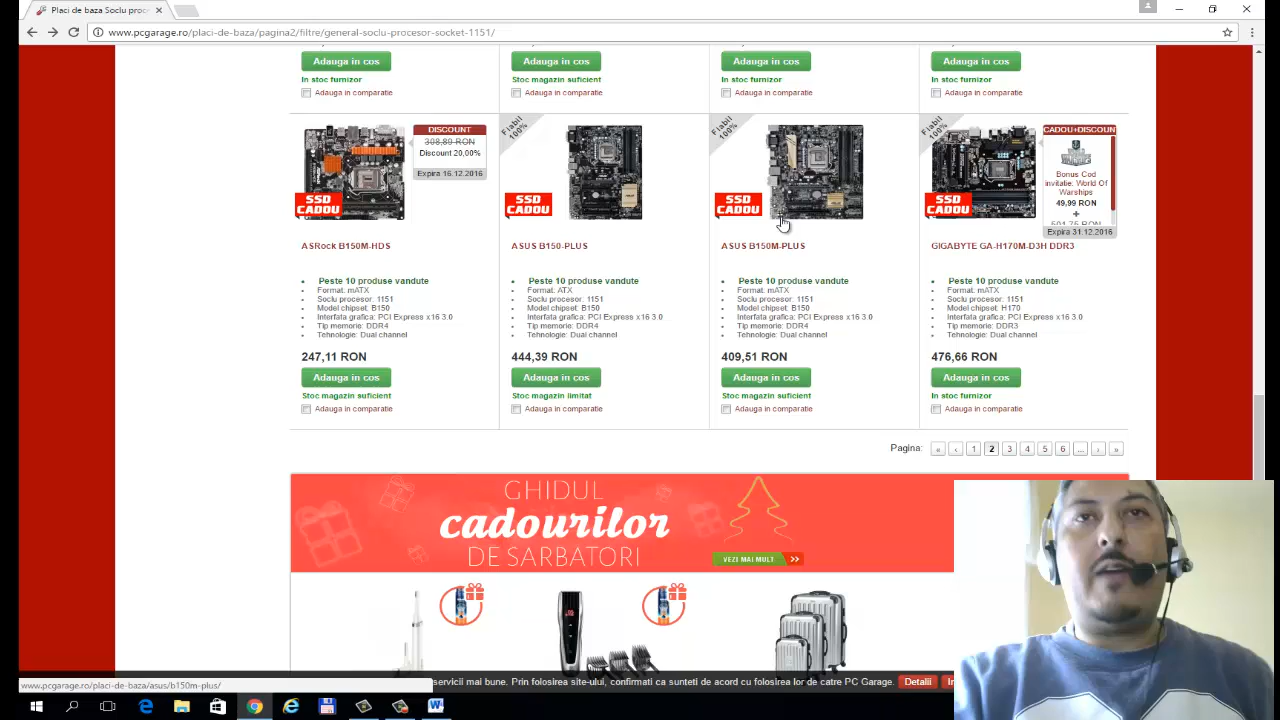 Placi de baza Soclu proc
www.pcgarage.ro/placi-de-baza/pagina2/filtre/general-soclu-procesor-socket-1151/
Adauga in cos
Adauga in cos
Adauga in cos
Adauga in cos
In stoc furnizor
Stoc magazin suficient
In stoc furnizor
In stoc furnizor
Adauga in comparatie
Adauga in comparatie
Adauga in comparatie
Adauga in comparatie
DISCOUNT
308,89 RON
Discount 20,00%
Expira 16.12.2016
SSD
CADOU
ASRock B150M-HDS
Peste 10 produse vandute
Format: mATX
Soclu procesor: 1151
Model chipset: B150
Interfata grafica: PCI Express x16 3.0
Tip memorie: DDR4
Tehnologie: Dual channel
247,11 RON
Adauga in cos
Stoc magazin suficient
Adauga in comparatie
Fiabil
100%
SSD
CADOU
ASUS B150-PLUS
Peste 10 produse vandute
Format: ATX
Soclu procesor: 1151
Model chipset: B150
Interfata grafica: PCI Express x16 3.0
Tip memorie: DDR4
Tehnologie: Dual channel
444,39 RON
Adauga in cos
Stoc magazin limitat
Adauga in comparatie
Fiabil
100%
SSD
CADOU
ASUS B150M-PLUS
Peste 10 produse vandute
Format: mATX
Soclu procesor: 1151
Model chipset: B150
Interfata grafica: PCI Express x16 3.0
Tip memorie: DDR4
Tehnologie: Dual channel
409,51 RON
Adauga in cos
Stoc magazin suficient
Adauga in comparatie
Fiabil
100%
CADOU+DISCOUN
Bonus Cod
invitatie: World Of
Warships
49,99 RON
+
501,75 RON
Expira 31.12.2016
SSD
CADOU
GIGABYTE GA-H170M-D3H DDR3
Peste 10 produse vandute
Format: mATX
Soclu procesor: 1151
Model chipset: H170
Interfata grafica: PCI Express x16 3.0
Tip memorie: DDR3
Tehnologie: Dual channel
476,66 RON
Adauga in cos
In stoc furnizor
Adauga in comparatie
Pagina: « ‹ 1 2 3 4 5 6 ... › »
GHIDUL
cadourilor
DE SARBATORI
VEZI MAI MULT >>
servicii mai bune. Prin folosirea site-ului, confirmati ca sunteti de acord cu folosirea lor de catre PC Garage. Detalii In
www.pcgarage.ro/placi-de-baza/asus/b150m-plus/